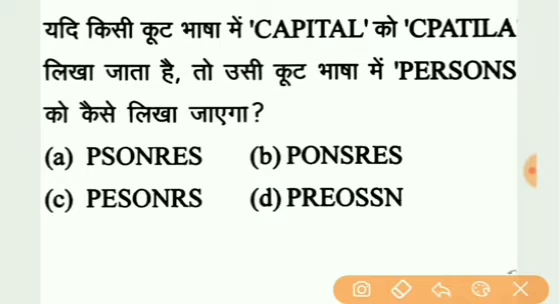 यदि किसी कूट भाषा में 'CAPITAL' को 'CPATILA
लिखा जाता है, तो उसी कूट भाषा में 'PERSONS
को कैसे लिखा जाएगा?
(a) PSONRES (b) PONSRES
(c) PESONRS (d) PREOSSN